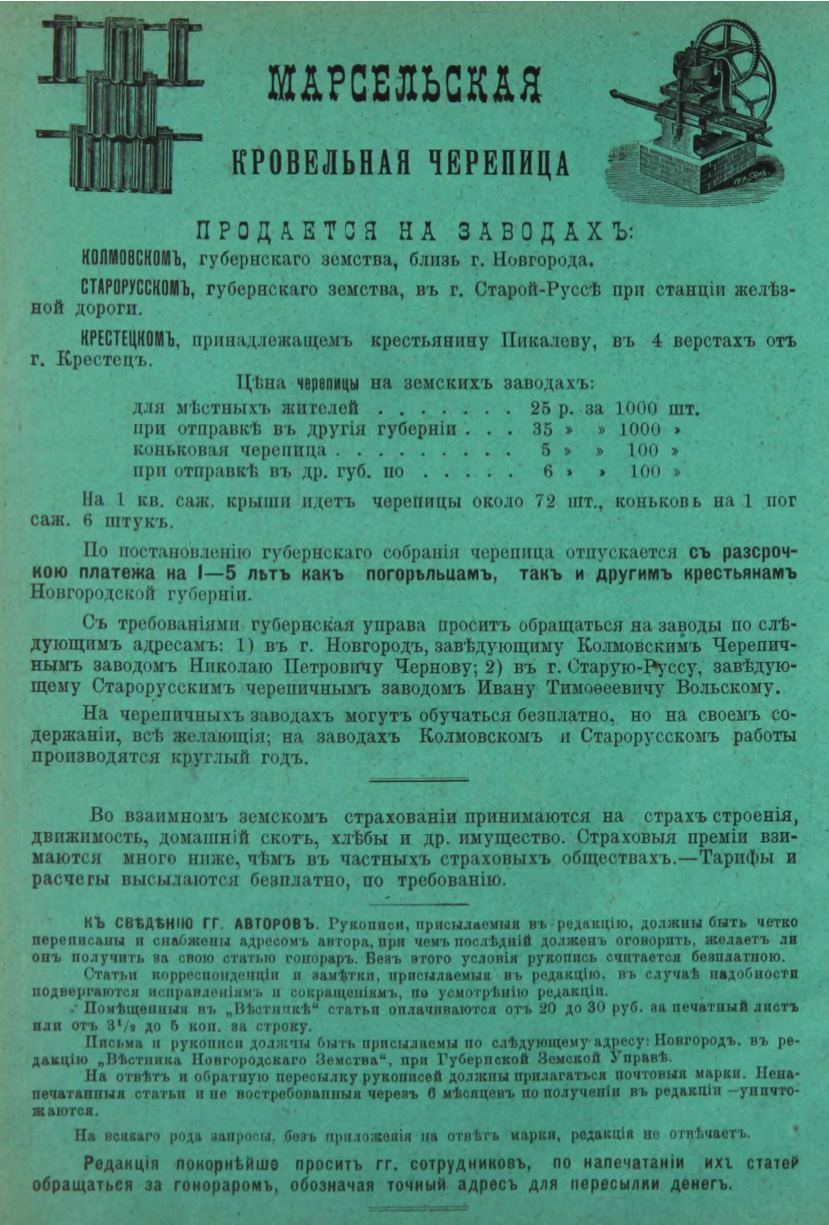 МАРСЕЛЬСКАЯ
КРОВЕЛЬНАЯ ЧЕРЕПИЦА
ПРОДАЕТСЯ НА ЗАВОДАХЪ:
КОЛМОВСКОМЪ, губернскаго земства, близь г. Новгорода.
СТАРОРУССКОМЪ, губернскаго земства, въ г. Старой-Руссѣ при станціи желѣз-
ной дороги.
КРЕСТЕЦКОМЪ, принадлежащемъ крестьянину Пикалеву, въ 4 верстахъ отъ
г. Крестецъ.
Цѣна черепицы на земскихъ заводахъ:
для мѣстныхъ жителей . . . . . . . 25 р. за 1000 шт.
при отправкѣ въ другія губерніи . . . 35 » » 1000 »
коньковая черепица . . . . . . . . . 5 » » 100 »
при отправкѣ въ др. губ. по . . . . . 6 » » 100 »
На 1 кв. саж. крыши идетъ черепицы около 72 шт., коньковъ на 1 пог
саж. 6 штукъ.
По постановленію губернскаго собранія черепица отпускается съ разсроч-
кою платежа на I—5 лѣтъ какъ погорѣльцамъ, такъ и другимъ крестьянамъ
Новгородской губерніи.
Съ требованіями губернская управа проситъ обращаться на заводы по слѣ-
дующимъ адресамъ: 1) въ г. Новгородъ, завѣдующему Колмовскимъ Черепич-
нымъ заводомъ Николаю Петровичу Чернову; 2) въ г. Старую-Руссу, завѣдую-
щему Старорусскимъ черепичнымъ заводомъ Ивану Тимоѳеевичу Вольскому.
На черепичныхъ заводахъ могутъ обучаться безплатно, но на своемъ со-
держаніи, всѣ желающія; на заводахъ Колмовскомъ и Старорусскомъ работы
производятся круглый годъ.
Во взаимномъ земскомъ страхованіи принимаются на страхъ строенія,
движимость, домашній скотъ, хлѣбы и др. имущество. Страховыя преміи взи-
маются много ниже, чѣмъ въ частныхъ страховыхъ обществахъ.—Тарифы и
расчеты высылаются безплатно, по требованію.
КЪ СВѢДѢНІЮ ГГ. АВТОРОВЪ. Рукописи, присылаемыя въ редакцію, должны быть четко
переписаны и снабжены адресомъ автора, при чемъ послѣдній долженъ оговорить, желаетъ ли
онъ получить за свою статью гонораръ. Безъ этого условія рукопись считается безплатною.
Статьи корреспонденціи и замѣтки, присылаемыя въ редакцію, въ случаѣ надобности
подвергаются исправленіямъ и сокращеніямъ, по усмотрѣнію редакціи.
Помѣщенныя въ „Вѣстникѣ“ статьи оплачиваются отъ 20 до 30 руб. за печатный листъ
или отъ 3¹/₂ до 5 коп. за строку.
Письма и рукописи должны быть присылаемы по слѣдующему адресу: Новгородъ, въ ре-
дакцію „Вѣстника Новгородскаго Земства“, при Губернской Земской Управѣ.
На отвѣтъ и обратную пересылку рукописей должны прилагаться почтовыя марки. Нена-
печатанныя статьи и не востребованныя черезъ 6 мѣсяцевъ по полученіи въ редакціи —уничто-
жаются.
На всякаго рода запросы, безъ приложенія на отвѣтъ марки, редакція не отвѣчаетъ.
Редакція покорнѣйше проситъ гг. сотрудниковъ, по напечатаніи ихъ статей
обращаться за гонораромъ, обозначая точный адресъ для пересылки денегъ.